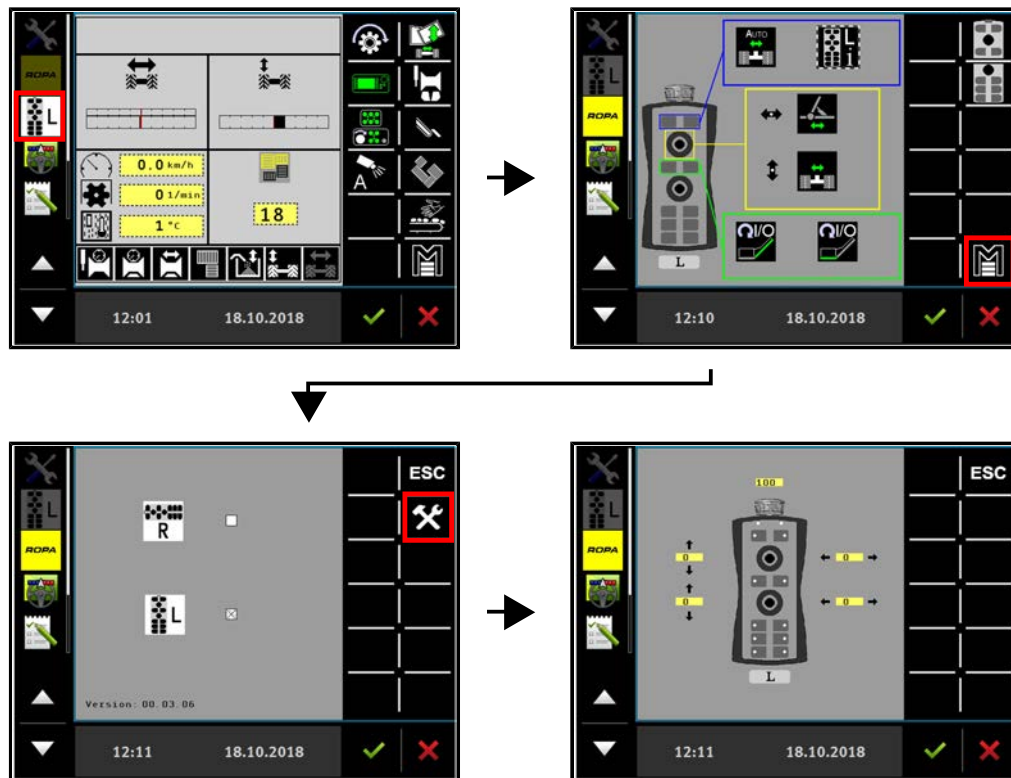 ROPA
L
0.0 km/h
0 1/min
1 °C
18
A
12:01 18.10.2018
L
ROPA
AUTO
L
i
I/O
I/O
L
12:10 18.10.2018
L
ROPA
R
L
Version: 00.03.06
ESC
12:11 18.10.2018
L
ROPA
100
0
0
0
0
L
ESC
12:11 18.10.2018